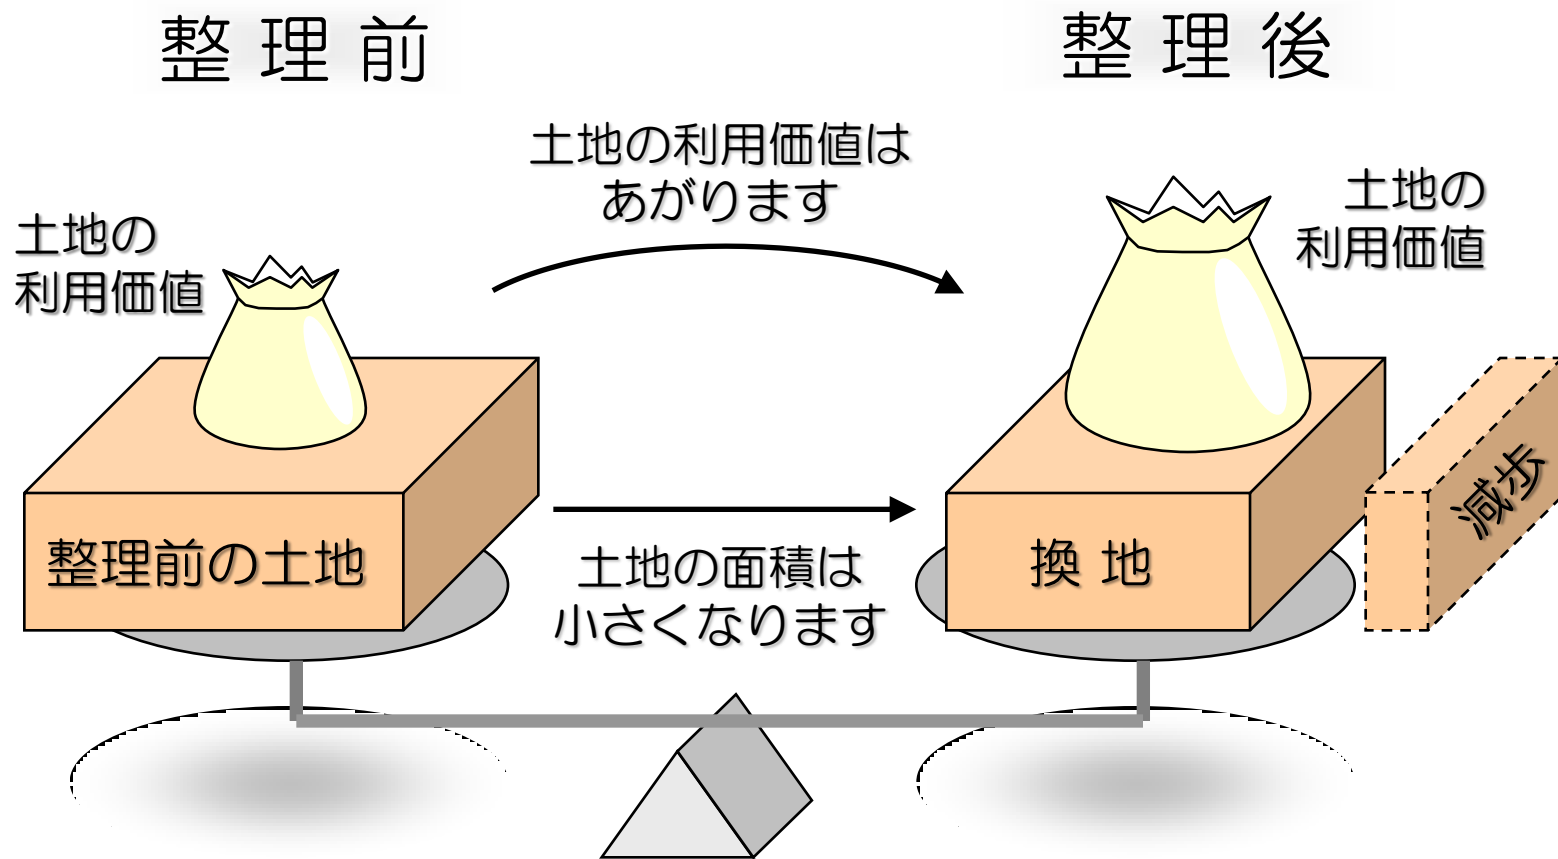 整理前
整理後
土地の利用価値は
あがります
土地の
利用価値
土地の
利用価値
整理前の土地
土地の面積は
小さくなります
換地
減歩